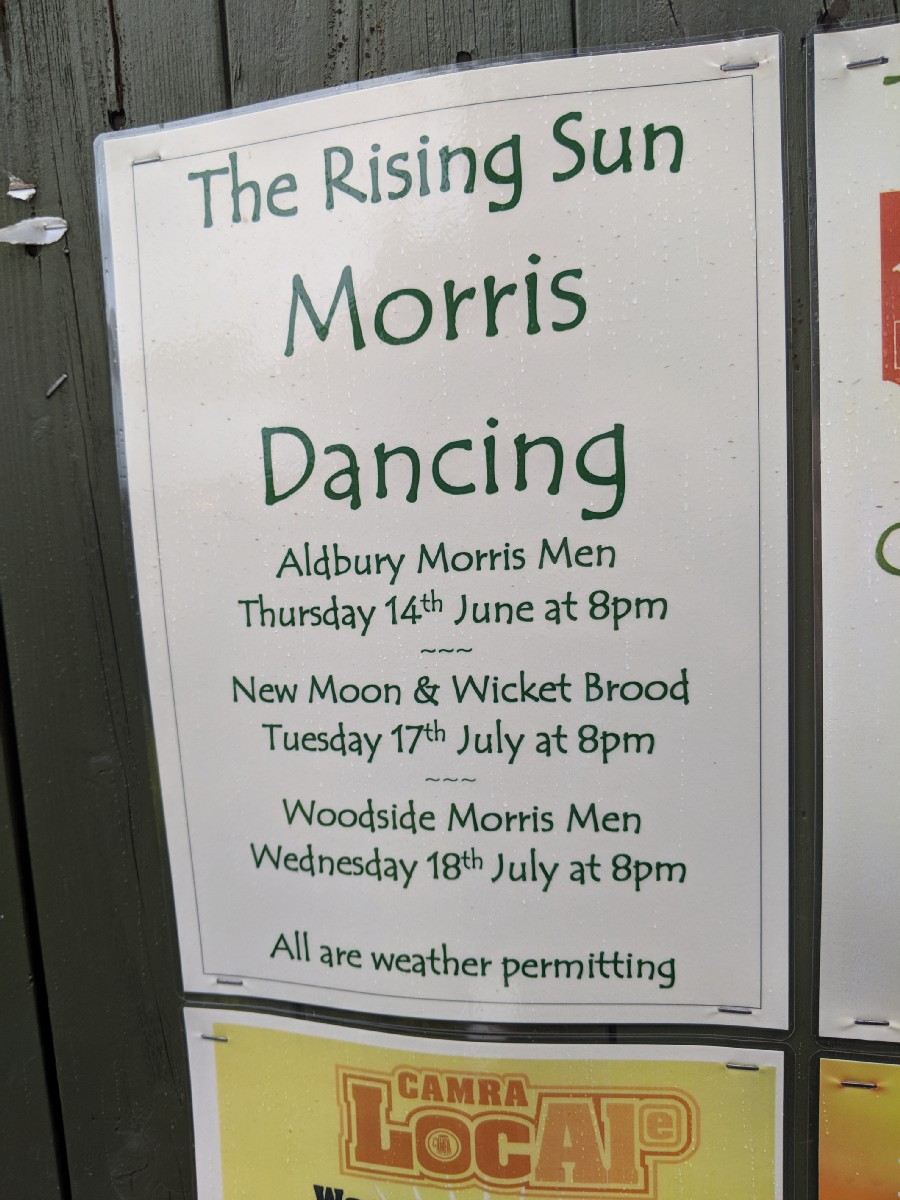 The Rising Sun
Morris
Dancing
Aldbury Morris Men
Thursday 14th June at 8pm
~~~
New Moon & Wicket Brood
Tuesday 17th July at 8pm
~~~
Woodside Morris Men
Wednesday 18th July at 8pm
All are weather permitting
CAMRA
LocAle